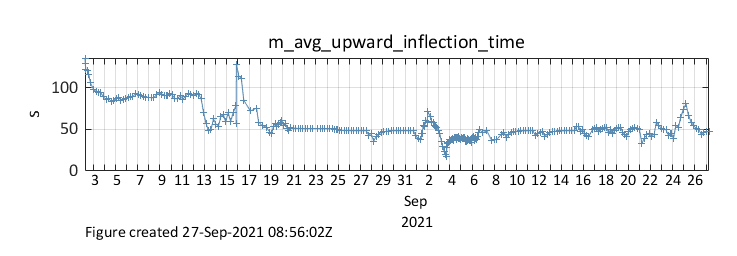 m_avg_upward_inflection_time
100
50
0
s
3 5 7 9 11 13 15 17 19 21 23 25 27 29 31 2 4 6 8 10 12 14 16 18 20 22 24 26
Sep
2021
Figure created 27-Sep-2021 08:56:02Z